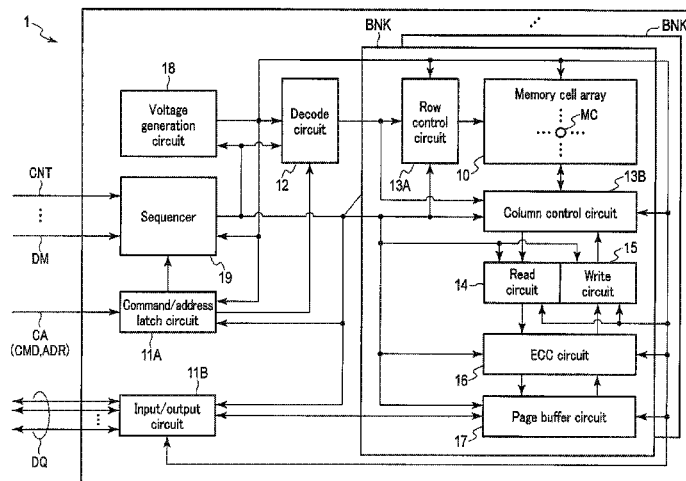 1
BNK
BNK
18
Voltage
generation
circuit
Decode
circuit
12
Row
control
circuit
13A
Memory cell array
MC
10
13B
CNT
Sequencer
DM
19
Column control circuit
15
14
Read
circuit
Write
circuit
CA
(CMD,ADR)
Command/address
latch circuit
11A
ECC circuit
16
11B
Input/output
circuit
DQ
Page buffer circuit
17